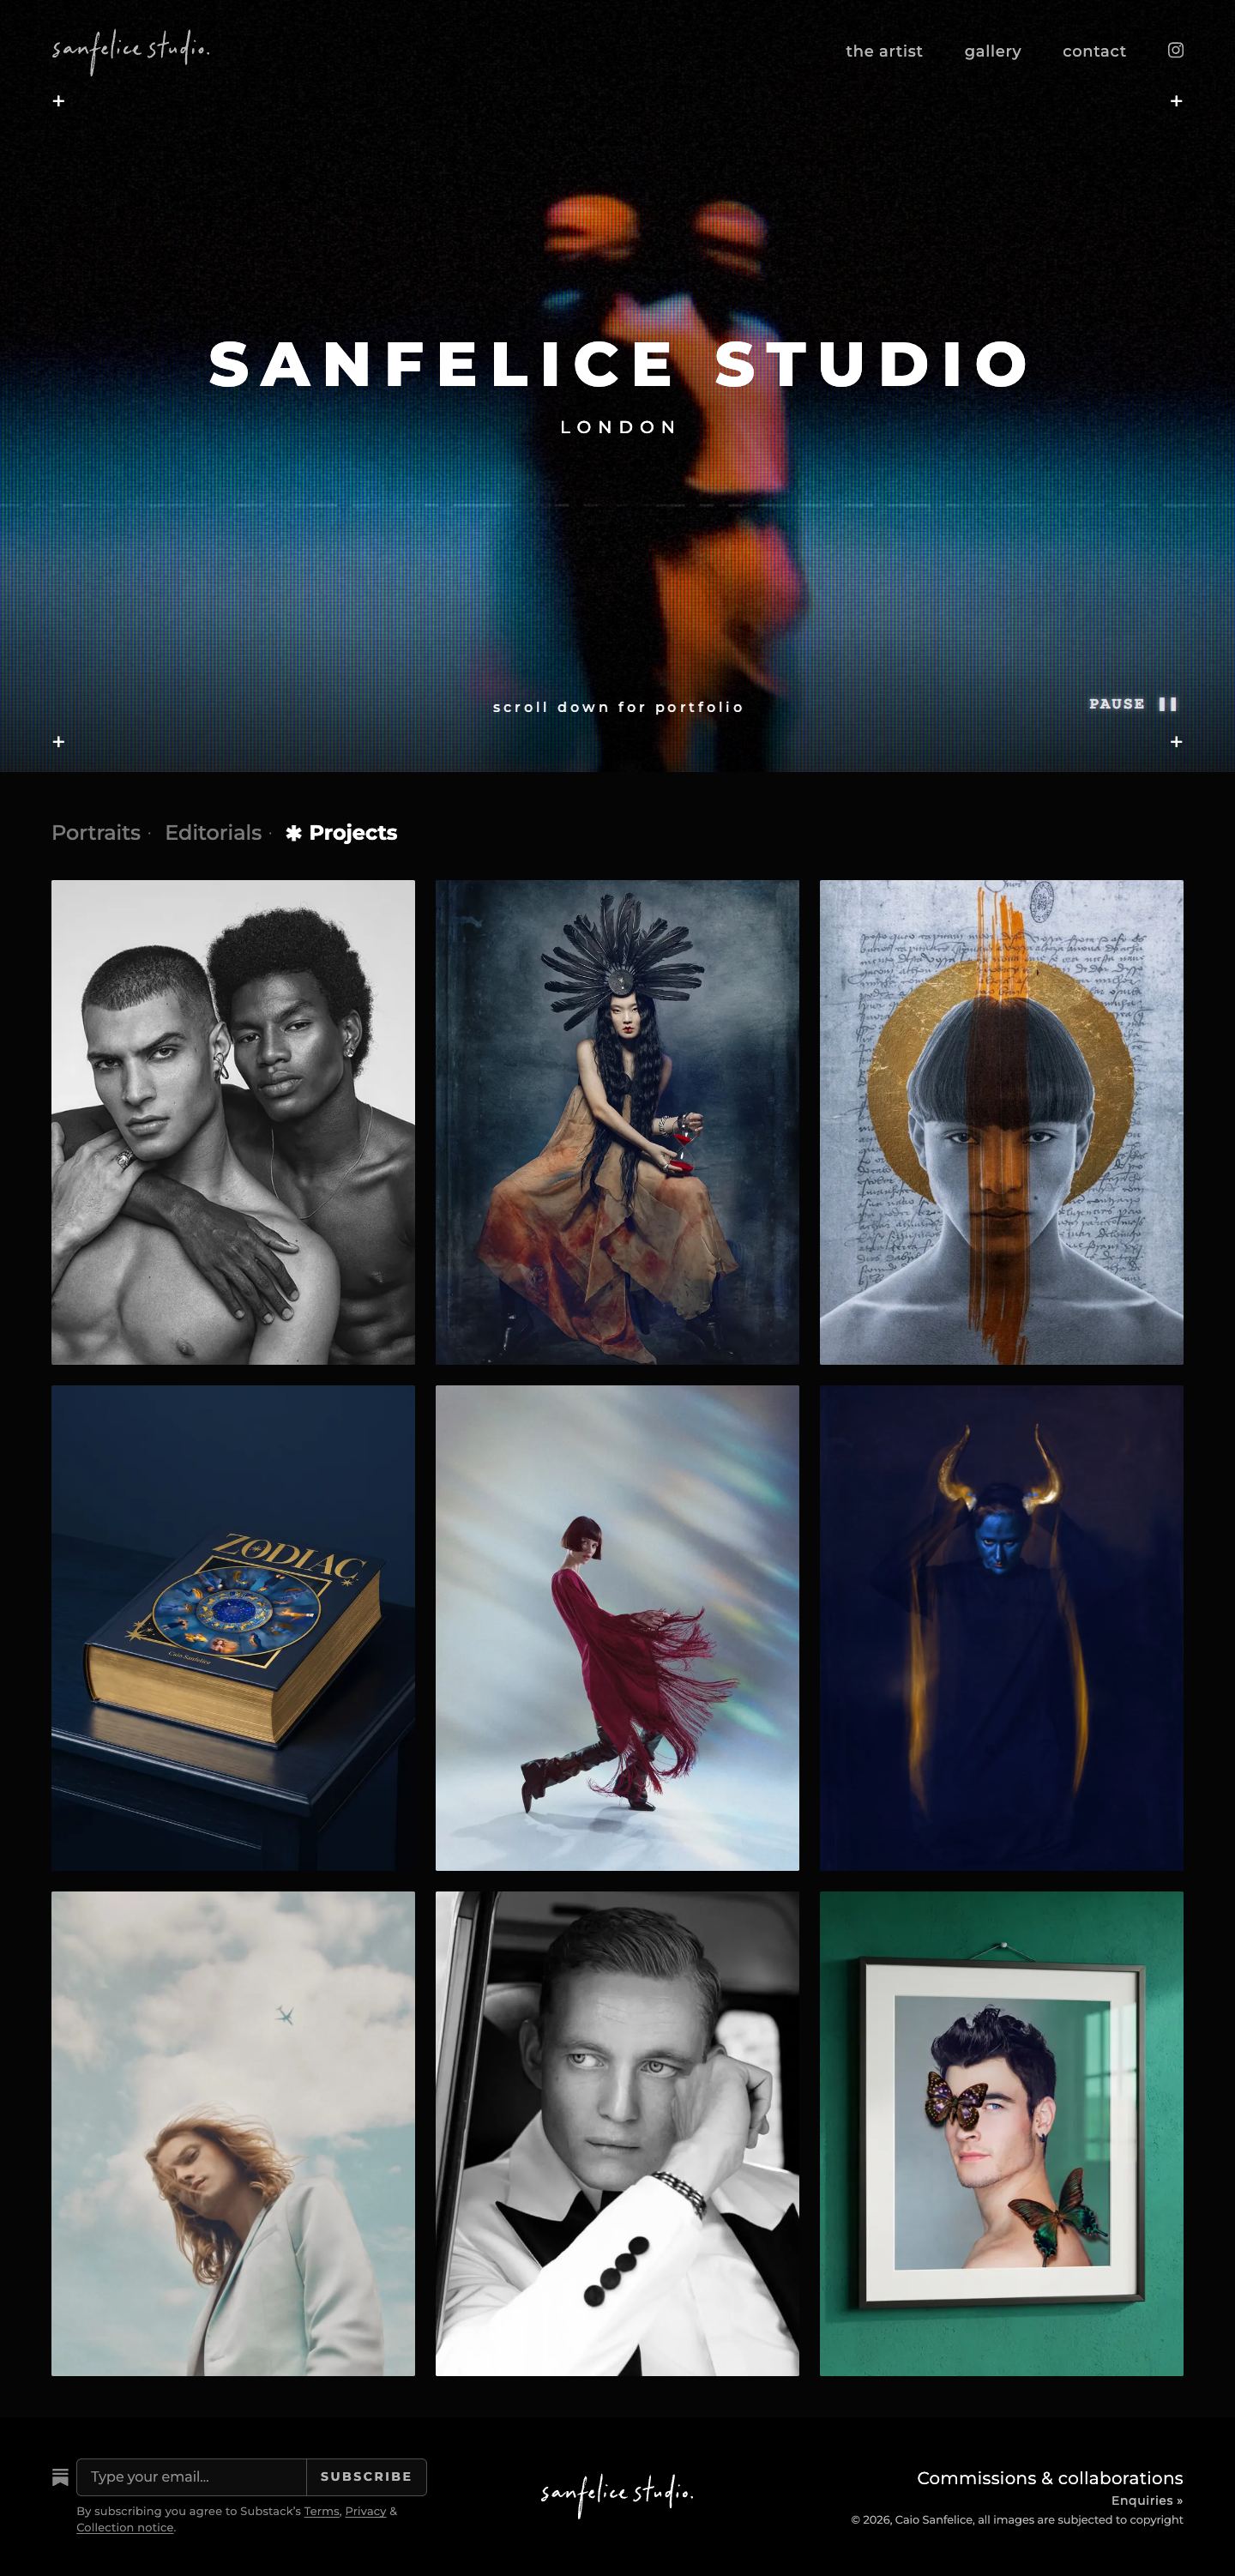 sanfelice studio.
the artist gallery contact
SANFELICE STUDIO
LONDON
scroll down for portfolio
PAUSE
Portraits · Editorials · ✱ Projects
ZODIAC
Caio Sanfelice
Type your email...
SUBSCRIBE
By subscribing you agree to Substack’s Terms, Privacy &
Collection notice.
sanfelice studio.
Commissions & collaborations
Enquiries »
© 2026, Caio Sanfelice, all images are subjected to copyright